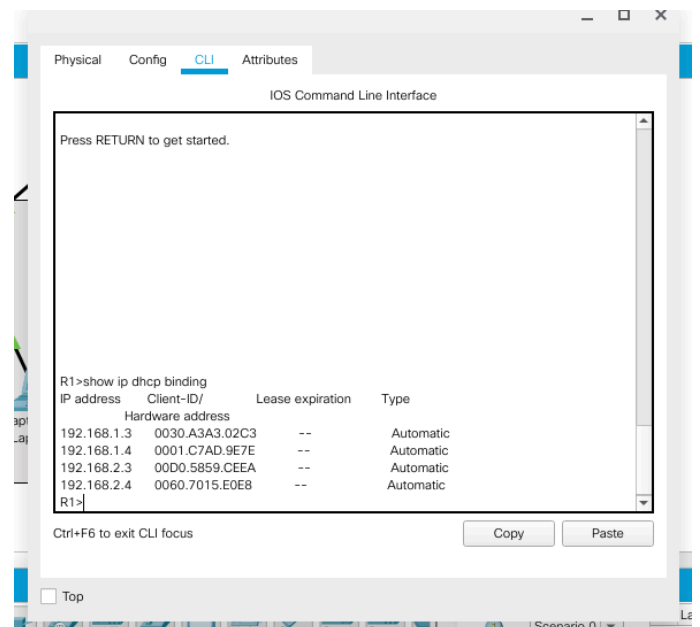 Physical Config CLI Attributes
IOS Command Line Interface
Press RETURN to get started.
R1>show ip dhcp binding
IP address Client-ID/ Lease expiration Type
Hardware address
192.168.1.3 0030.A3A3.02C3 -- Automatic
192.168.1.4 0001.C7AD.9E7E -- Automatic
192.168.2.3 00D0.5859.CEEA -- Automatic
192.168.2.4 0060.7015.E0E8 -- Automatic
R1>
Ctrl+F6 to exit CLI focus
Copy Paste
Top
Scenario 0